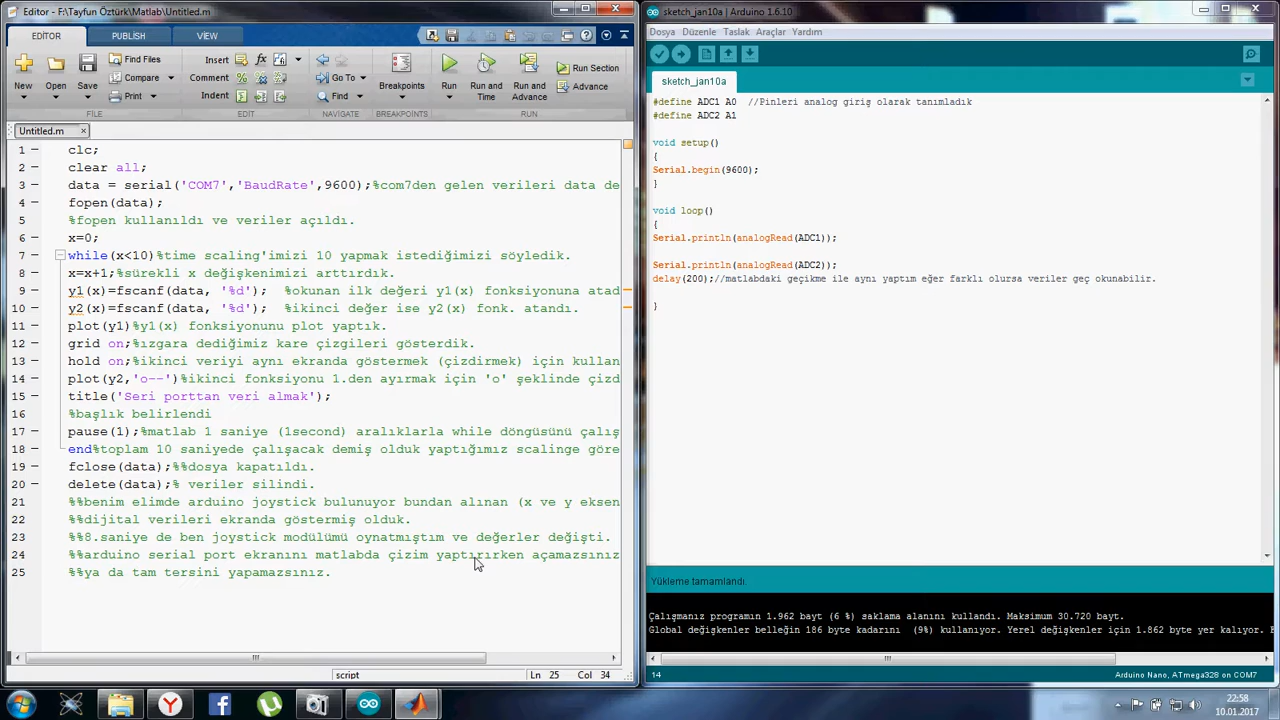 Editor - F:\Tayfun Öztürk\Matlab\Untitled.m
EDITOR PUBLISH VIEW
New Open Save
Find Files
Compare
Print
FILE
Insert
Comment
Indent
EDIT
Go To
Find
NAVIGATE
Breakpoints
BREAKPOINTS
Run
Run and Time
Run and Advance
Run Section
Advance
RUN
Untitled.m
1 clc;
2 clear all;
3 data = serial('COM7','BaudRate',9600);%com7den gelen verileri data de
4 fopen(data);
5 %fopen kullanıldı ve veriler açıldı.
6 x=0;
7 while(x<10)%time scaling'imizi 10 yapmak istediğimizi söyledik.
8 x=x+1;%sürekli x değişkenimizi arttırdık.
9 y1(x)=fscanf(data, '%d'); %okunan ilk değeri y1(x) fonksiyonuna atad
10 y2(x)=fscanf(data, '%d'); %ikinci değer ise y2(x) fonk. atandı.
11 plot(y1)%y1(x) fonksiyonunu plot yaptık.
12 grid on;%ızgara dediğimiz kare çizgileri gösterdik.
13 hold on;%ikinci veriyi aynı ekranda göstermek (çizdirmek) için kullan
14 plot(y2,'o--')%ikinci fonksiyonu 1.den ayırmak için 'o' şeklinde çizd
15 title('Seri porttan veri almak');
16 %başlık belirlendi
17 pause(1);%matlab 1 saniye (1second) aralıklarla while döngüsünü çalış
18 end%toplam 10 saniyede çalışacak demiş olduk yaptığımız scalinge göre
19 fclose(data);%%dosya kapatıldı.
20 delete(data);% veriler silindi.
21 %%benim elimde arduino joystick bulunuyor bundan alınan (x ve y eksen
22 %%dijital verileri ekranda göstermiş olduk.
23 %%8.saniye de ben joystick modülümü oynatmıştım ve değerler değişti.
24 %%arduino serial port ekranını matlabda çizim yaptırırken açamazsınız
25 %%ya da tam tersini yapamazsınız.
script Ln 25 Col 34
sketch_jan10a | Arduino 1.6.10
Dosya Düzenle Taslak Araçlar Yardım
sketch_jan10a
#define ADC1 A0 //Pinleri analog giriş olarak tanımladık
#define ADC2 A1
void setup()
{
Serial.begin(9600);
}
void loop()
{
Serial.println(analogRead(ADC1));
Serial.println(analogRead(ADC2));
delay(200);//matlabdaki geçikme ile aynı yaptım eğer farklı olursa veriler geç okunabilir.
}
Yükleme tamamlandı.
Çalışmanız programın 1.962 bayt (6 %) saklama alanını kullandı. Maksimum 30.720 bayt.
Global değişkenler belleğin 186 byte kadarını (9%) kullanıyor. Yerel değişkenler için 1.862 byte yer kalıyor.
14 Arduino Nano, ATmega328 on COM7
22:58
10.01.2017